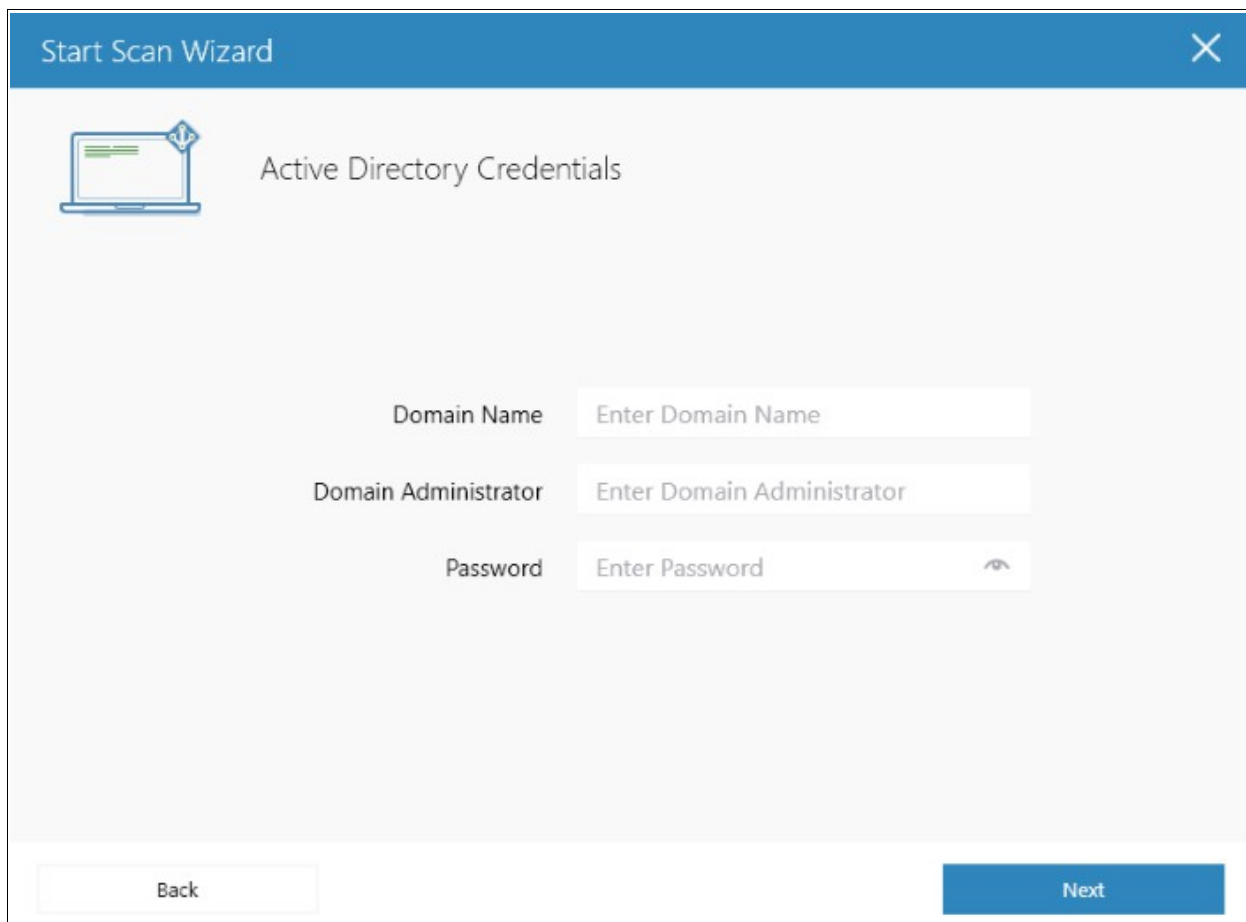 Start Scan Wizard
Active Directory Credentials
Domain Name
Enter Domain Name
Domain Administrator
Enter Domain Administrator
Password
Enter Password
Back
Next